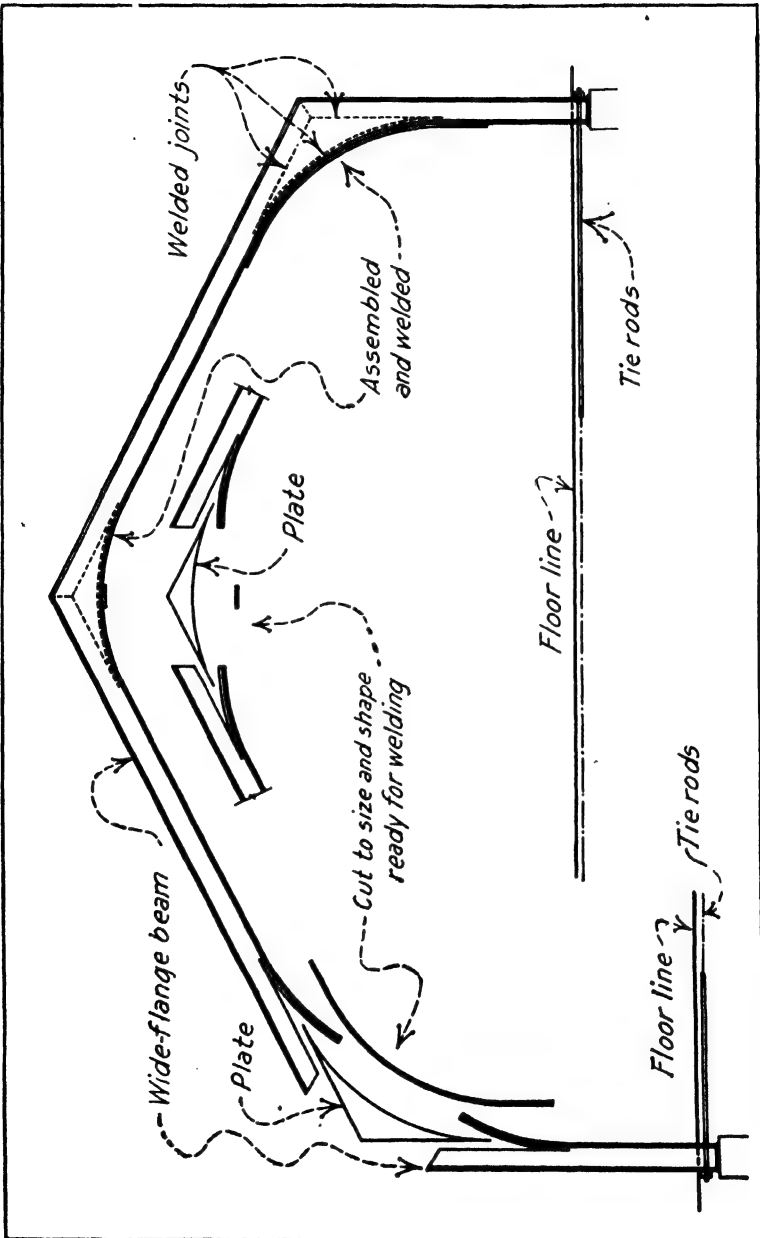 Welded joints
Assembled
and welded
Tie rods
Plate
Floor line
Cut to size and shape
ready for welding
Wide-flange beam
Plate
Floor line
Tie rods